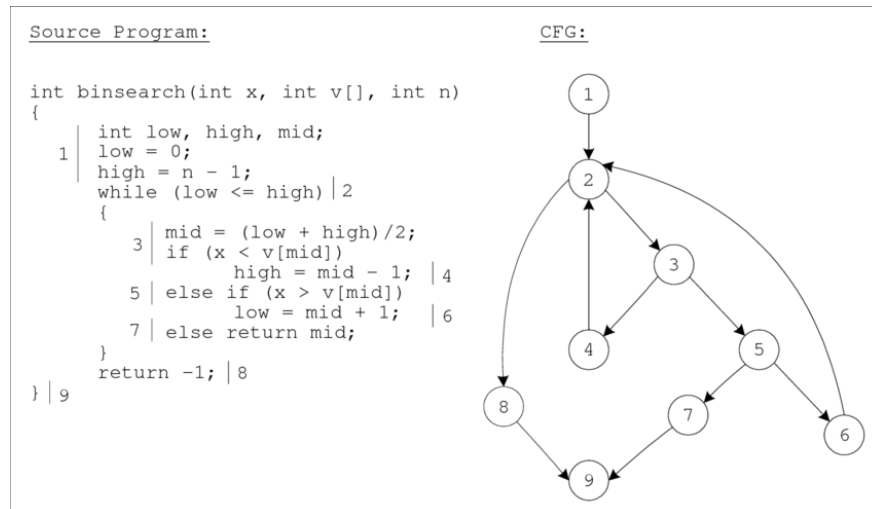 Source Program:
CFG:
int binsearch(int x, int v[], int n)
{
int low, high, mid;
1 low = 0;
high = n - 1;
while (low <= high) 2
{
mid = (low + high)/2;
3 if (x < v[mid])
high = mid - 1; 4
5 else if (x > v[mid])
low = mid + 1; 6
7 else return mid;
}
return -1; 8
} 9
1
2
3
4
5
8
7
6
9